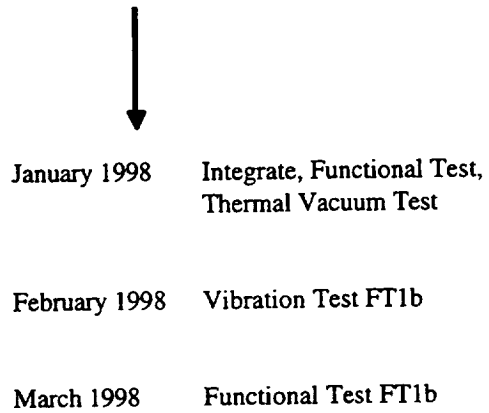 January 1998 Integrate, Functional Test,
Thermal Vacuum Test
February 1998 Vibration Test FT1b
March 1998 Functional Test FT1b